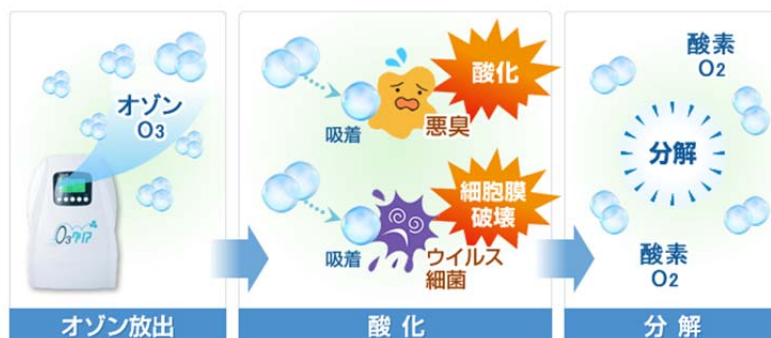 オゾン
O3
O3クリア
オゾン放出
酸化
吸着
悪臭
細胞膜
破壊
吸着
ウイルス
細菌
酸化
酸素
O2
分解
酸素
O2
分解